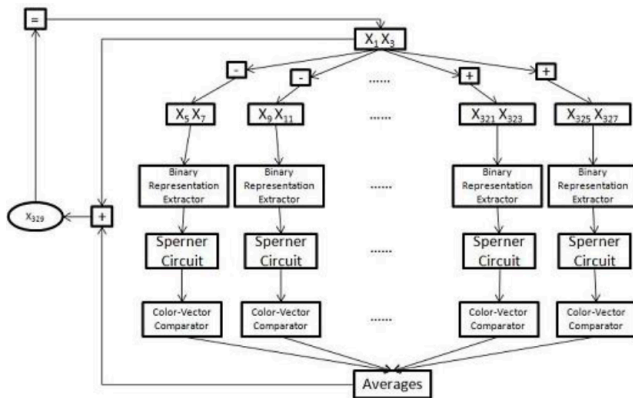 =
X₁ X₃
- - ...... + +
X₅ X₇ X₉ X₁₁ ...... X₃₂₁ X₃₂₃ X₃₂₅ X₃₂₇
Binary Binary Binary Binary
Representation Representation ...... Representation Representation
Extractor Extractor Extractor Extractor
X₃₂₉ +
Sperner Sperner Sperner Sperner
Circuit Circuit ...... Circuit Circuit
Color-Vector Color-Vector Color-Vector Color-Vector
Comparator Comparator ...... Comparator Comparator
Averages